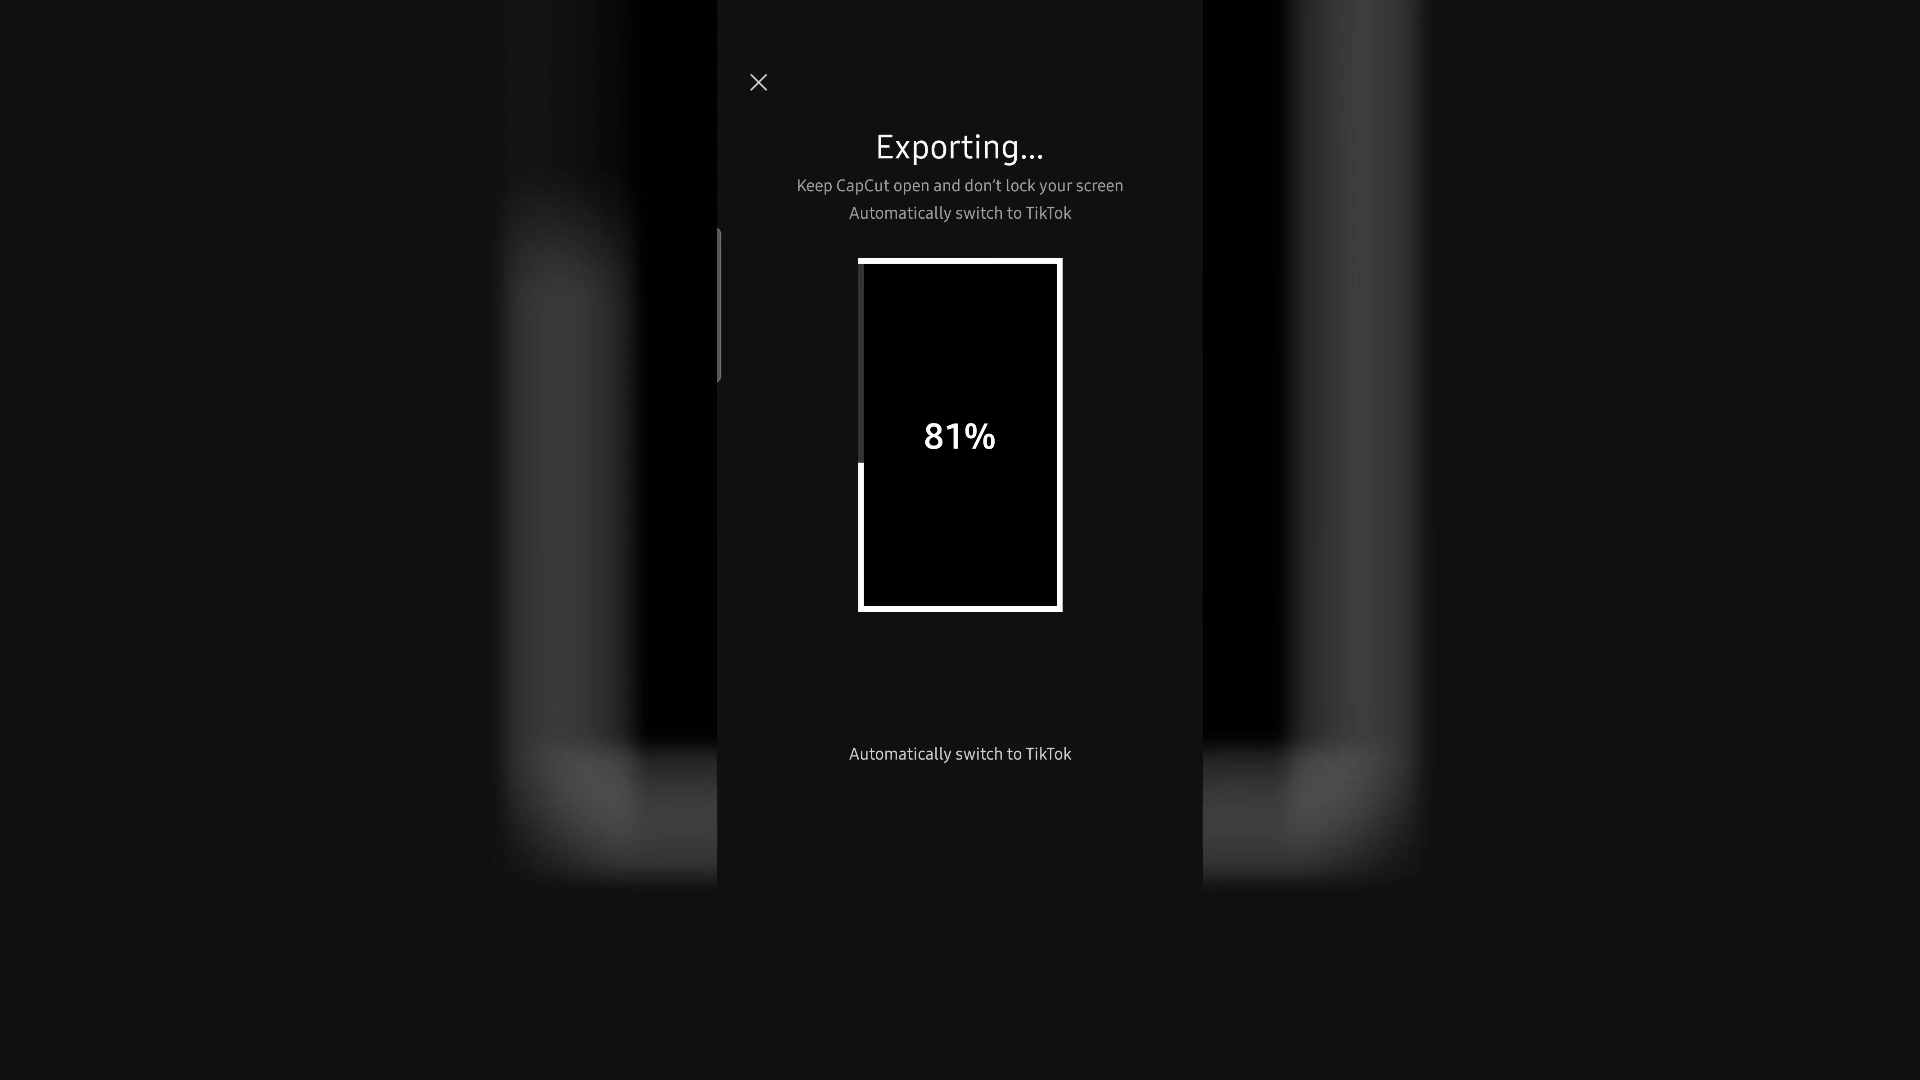 Exporting...
Keep CapCut open and don't lock your screen
Automatically switch to TikTok
81%
Automatically switch to TikTok